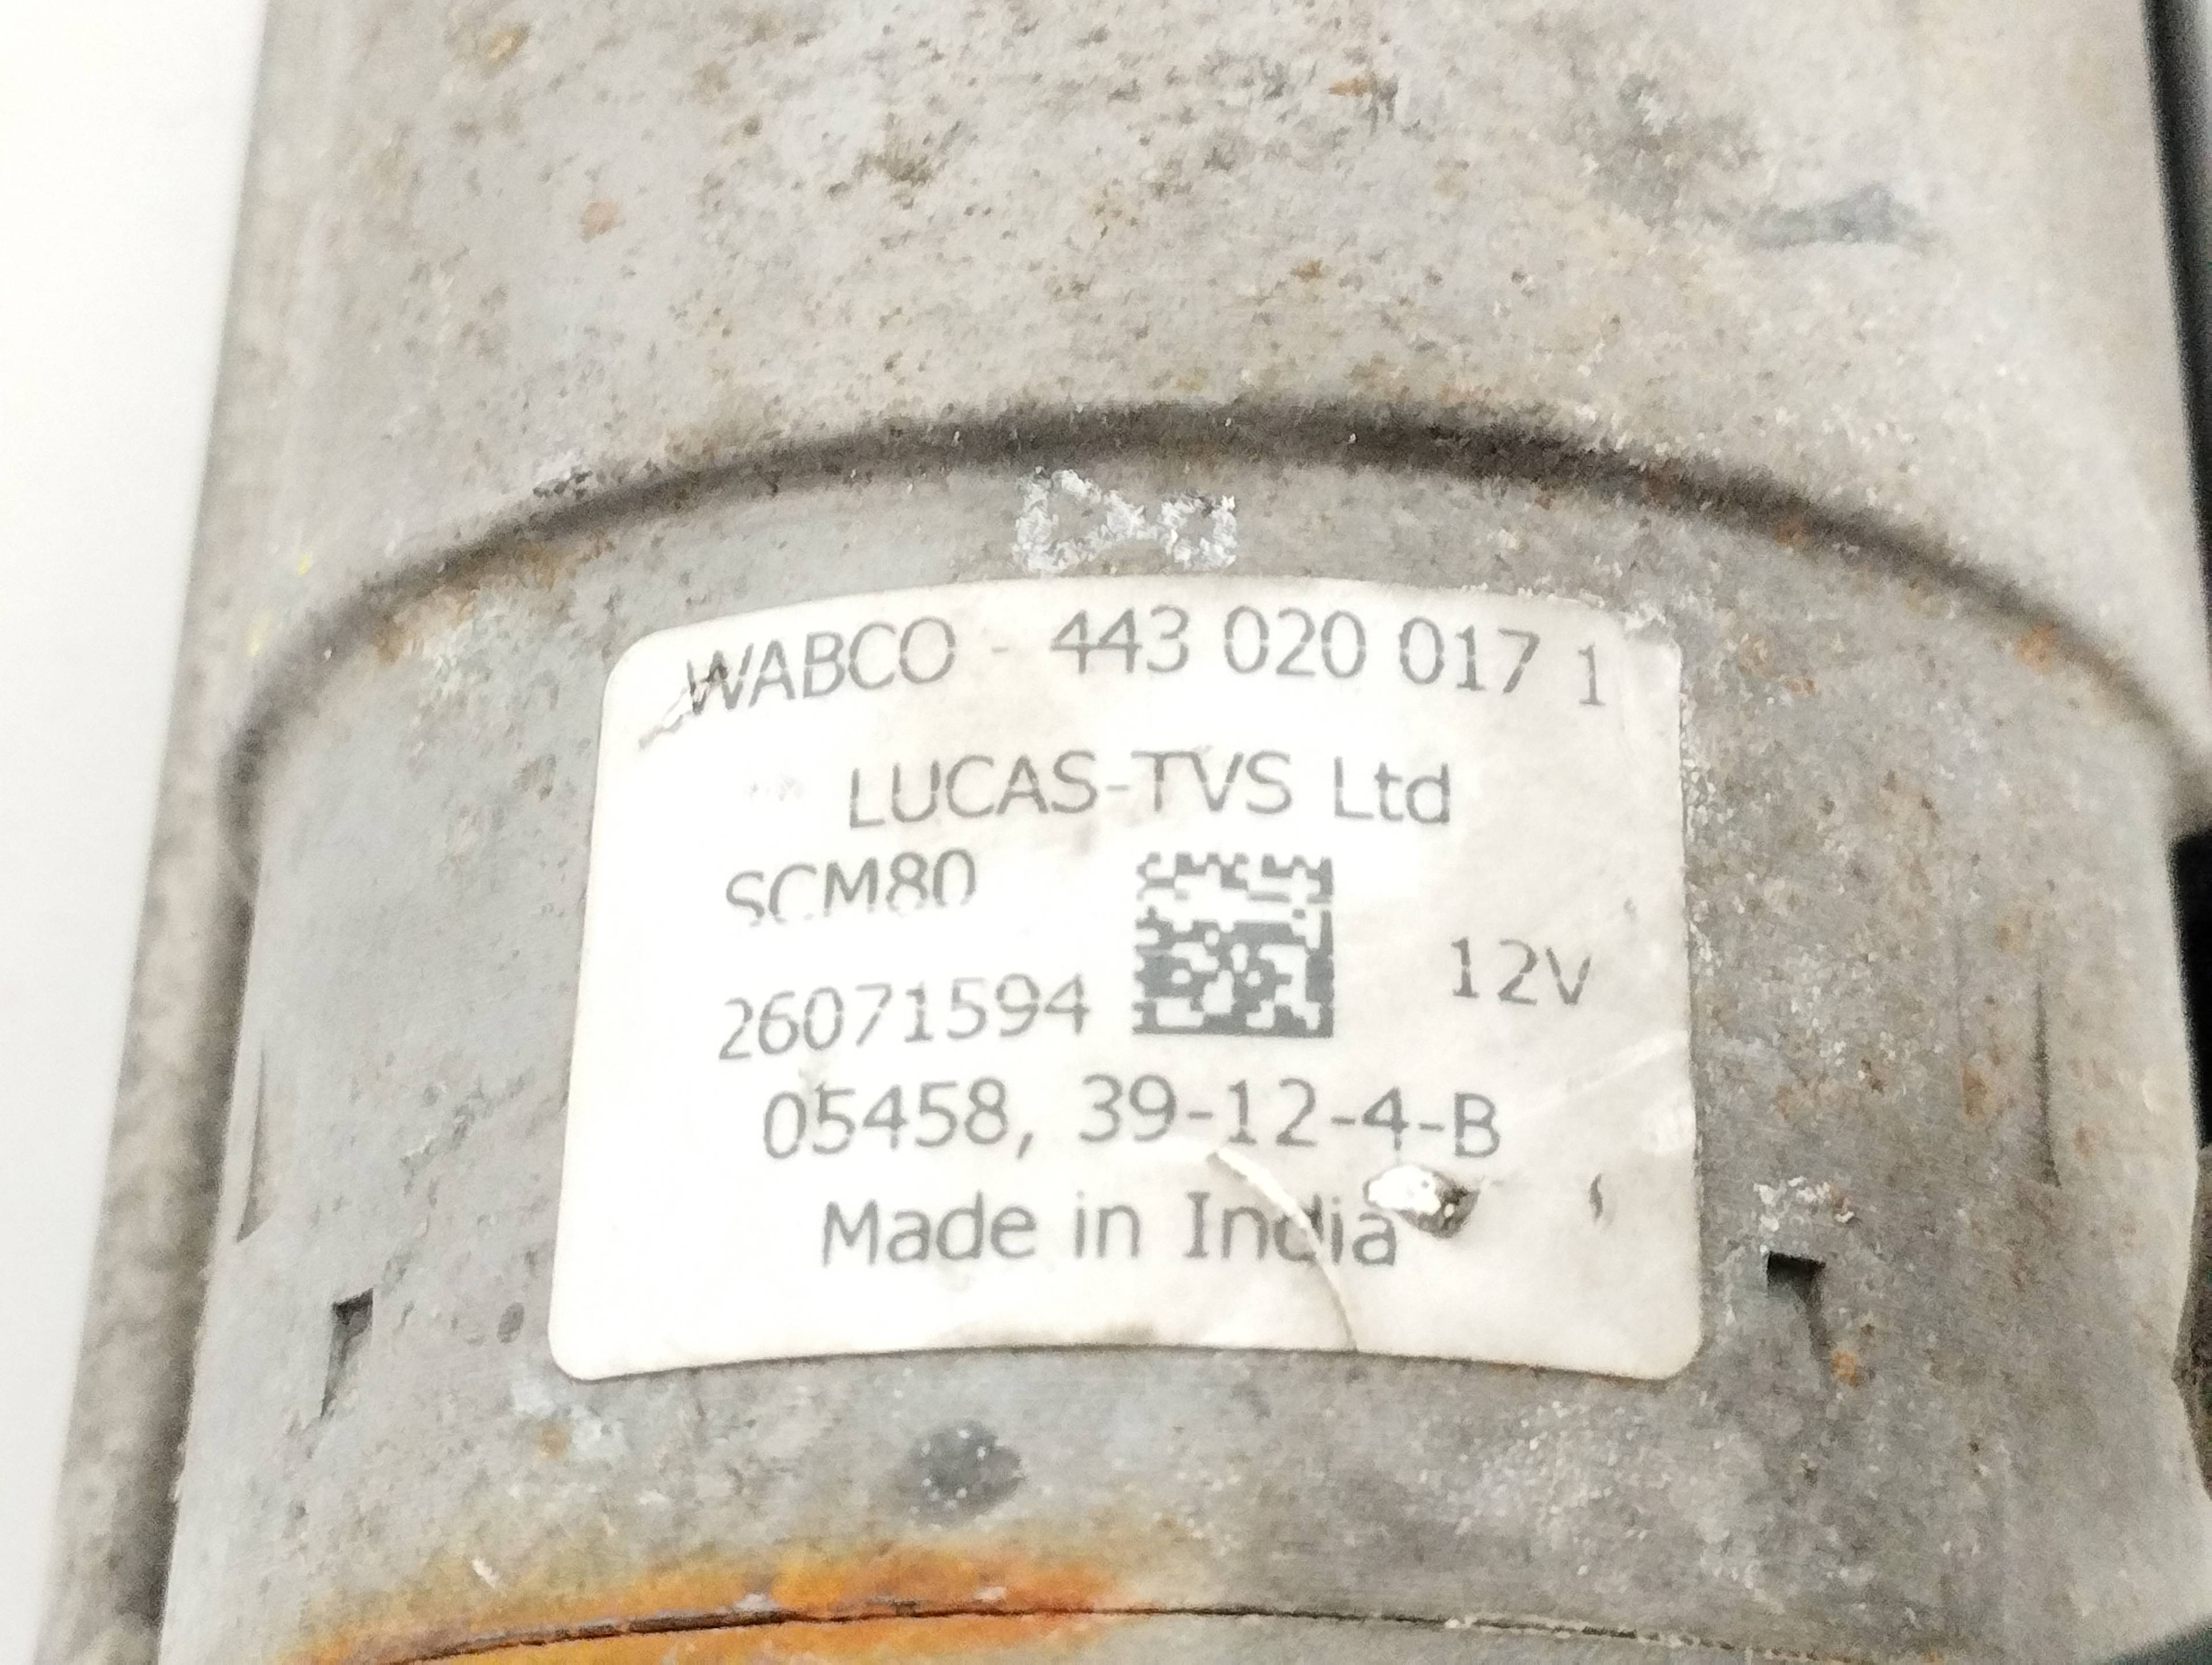 WABCO - 443 020 017 1
LUCAS-TVS Ltd
SCM80
26071594
12V
05458, 39-12-4-B
Made in India